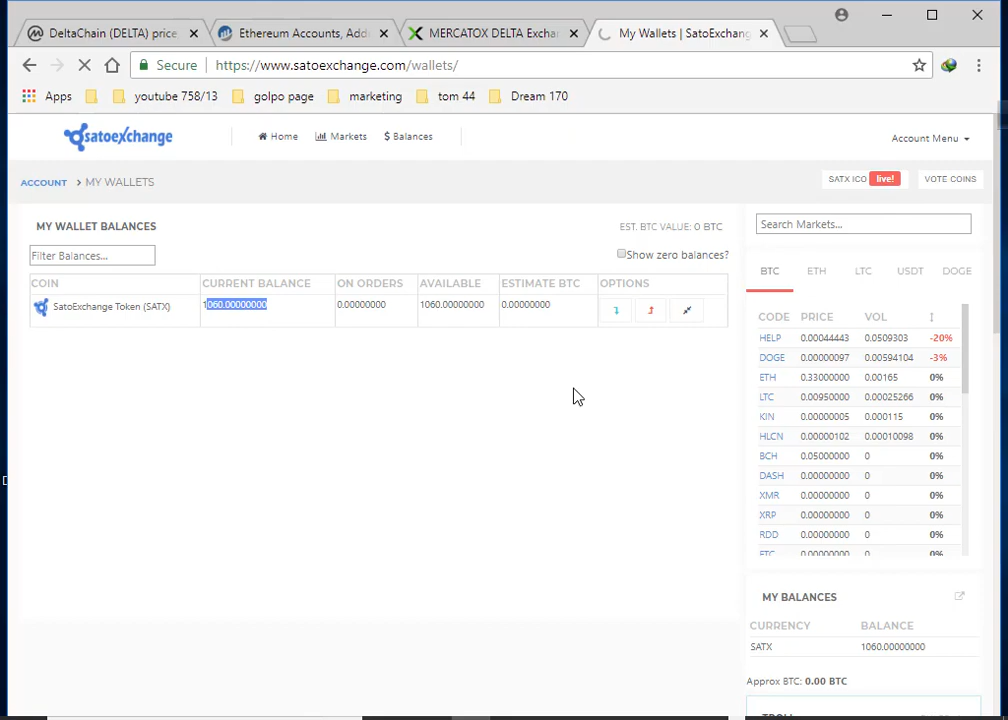 DeltaChain (DELTA) price
Ethereum Accounts, Add
MERCATOX DELTA Exchan
My Wallets | SatoExchang
Secure
https://www.satoexchange.com/wallets/
Apps
youtube 758/13
golpo page
marketing
tom 44
Dream 170
satoexchange
Home
Markets
$ Balances
Account Menu
ACCOUNT > MY WALLETS
SATX ICO live!
VOTE COINS
MY WALLET BALANCES
EST. BTC VALUE: 0 BTC
Filter Balances...
Show zero balances?
COIN CURRENT BALANCE ON ORDERS AVAILABLE ESTIMATE BTC OPTIONS
SatoExchange Token (SATX) 1060.00000000 0.00000000 1060.00000000 0.00000000
Search Markets...
BTC ETH LTC USDT DOGE
CODE PRICE VOL
HELP 0.00044443 0.0509303 -20%
DOGE 0.00000097 0.00594104 -3%
ETH 0.33000000 0.00165 0%
LTC 0.00950000 0.00025266 0%
KIN 0.00000005 0.000115 0%
HLCN 0.00000102 0.00010098 0%
BCH 0.05000000 0 0%
DASH 0.00000000 0 0%
XMR 0.00000000 0 0%
XRP 0.00000000 0 0%
RDD 0.00000000 0 0%
ETC 0.00000000 0 0%
MY BALANCES
CURRENCY BALANCE
SATX 1060.00000000
Approx BTC: 0.00 BTC